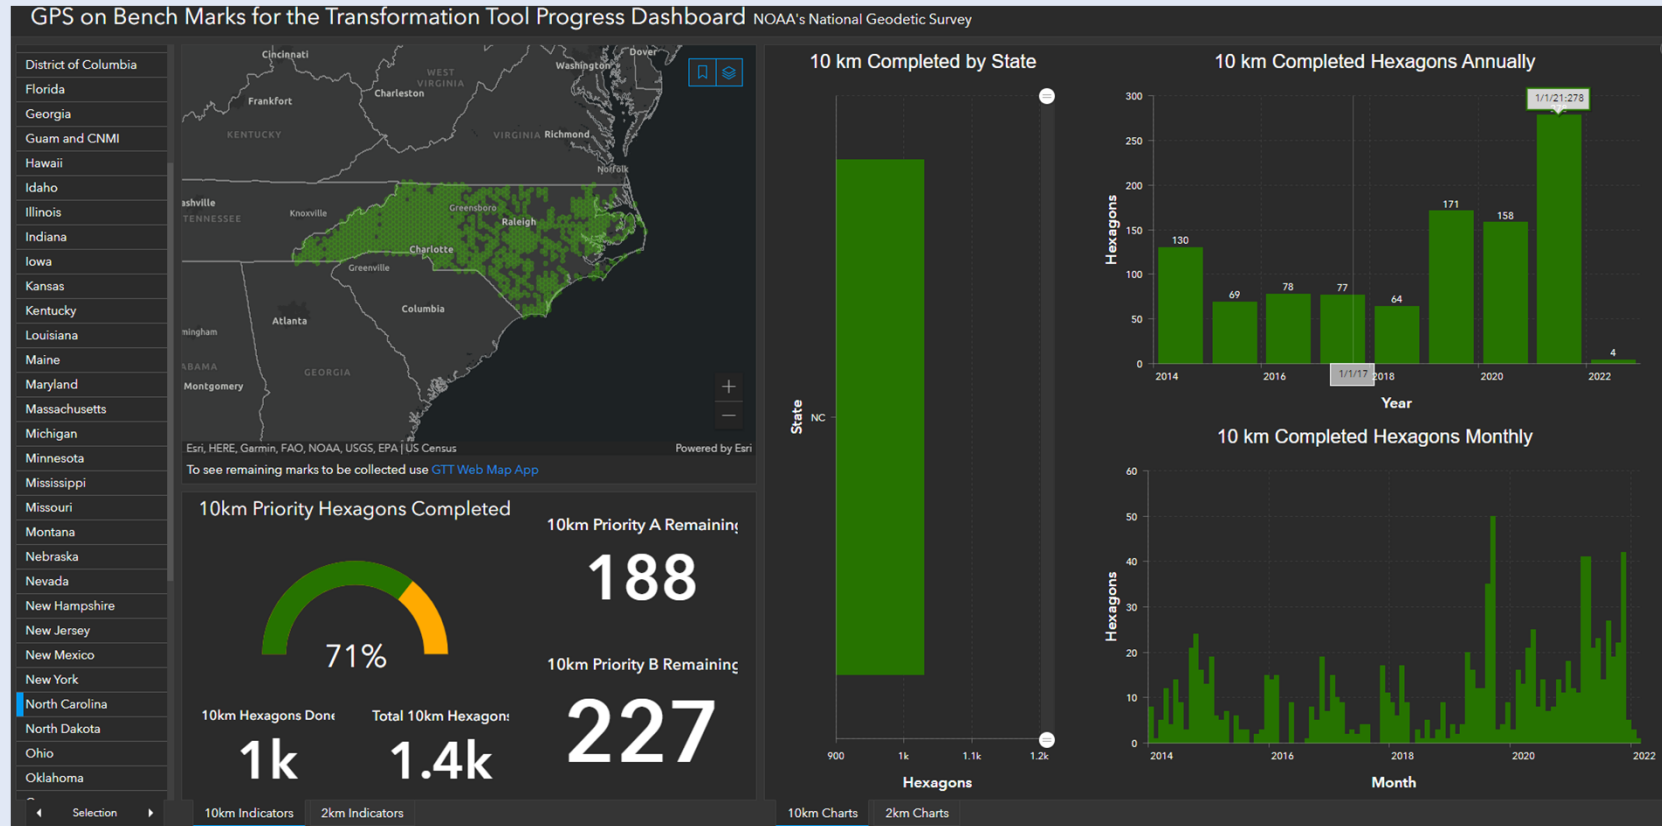 GPS on Bench Marks for the Transformation Tool Progress Dashboard NOAA's National Geodetic Survey
District of Columbia
Florida
Georgia
Guam and CNMI
Hawaii
Idaho
Illinois
Indiana
Iowa
Kansas
Kentucky
Louisiana
Maine
Maryland
Massachusetts
Michigan
Minnesota
Mississippi
Missouri
Montana
Nebraska
Nevada
New Hampshire
New Jersey
New Mexico
New York
North Carolina
North Dakota
Ohio
Oklahoma
Selection
Cincinnati
Dover
Washington
WEST
VIRGINIA
Charleston
Frankfort
KENTUCKY
VIRGINIA
Richmond
Norfolk
ashville
TENNESSEE
Knoxville
Greensboro
Raleigh
Charlotte
Greenville
Columbia
Atlanta
mingham
ABAMA
GEORGIA
Montgomery
+
−
Esri, HERE, Garmin, FAO, NOAA, USGS, EPA | US Census
Powered by Esri
To see remaining marks to be collected use GTT Web Map App
10km Priority Hexagons Completed
71%
10km Hexagons Done
1k
Total 10km Hexagons
1.4k
10km Priority A Remaining
188
10km Priority B Remaining
227
10km Indicators
2km Indicators
10 km Completed by State
State
NC
900
1k
1.1k
1.2k
Hexagons
10km Charts
2km Charts
10 km Completed Hexagons Annually
Hexagons
300
250
200
150
100
50
0
130
69
78
77
64
171
158
1/1/21:278
4
2014
2016
1/1/17
2018
2020
2022
Year
10 km Completed Hexagons Monthly
Hexagons
60
50
40
30
20
10
0
2014
2016
2018
2020
2022
Month